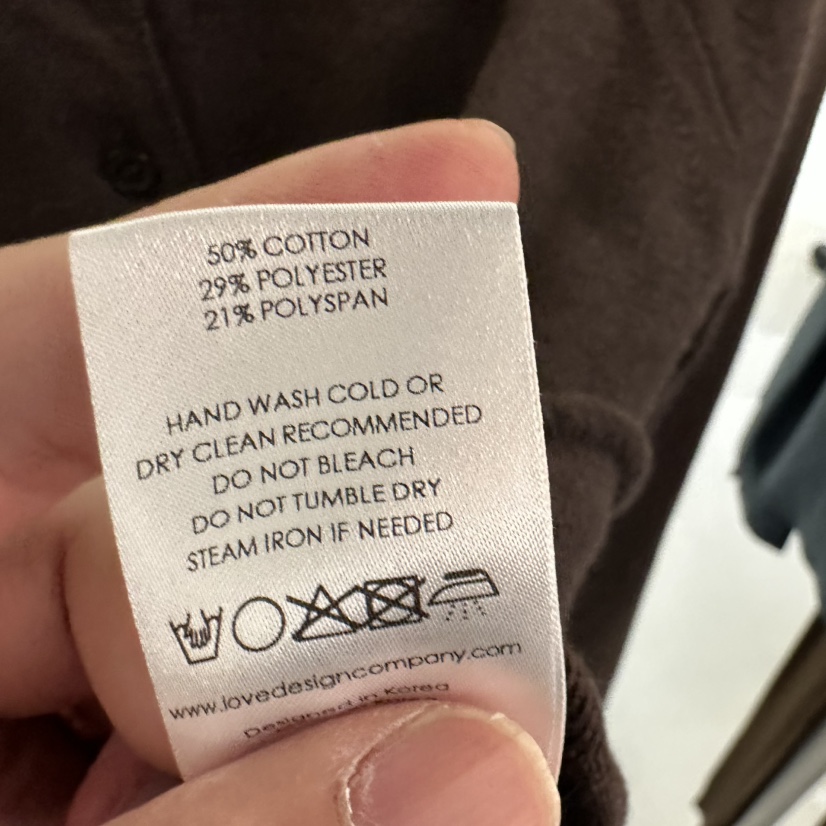 50% COTTON
29% POLYESTER
21% POLYSPAN
HAND WASH COLD OR
DRY CLEAN RECOMMENDED
DO NOT BLEACH
DO NOT TUMBLE DRY
STEAM IRON IF NEEDED
www.lovedesigncompany.com
Designed in Korea